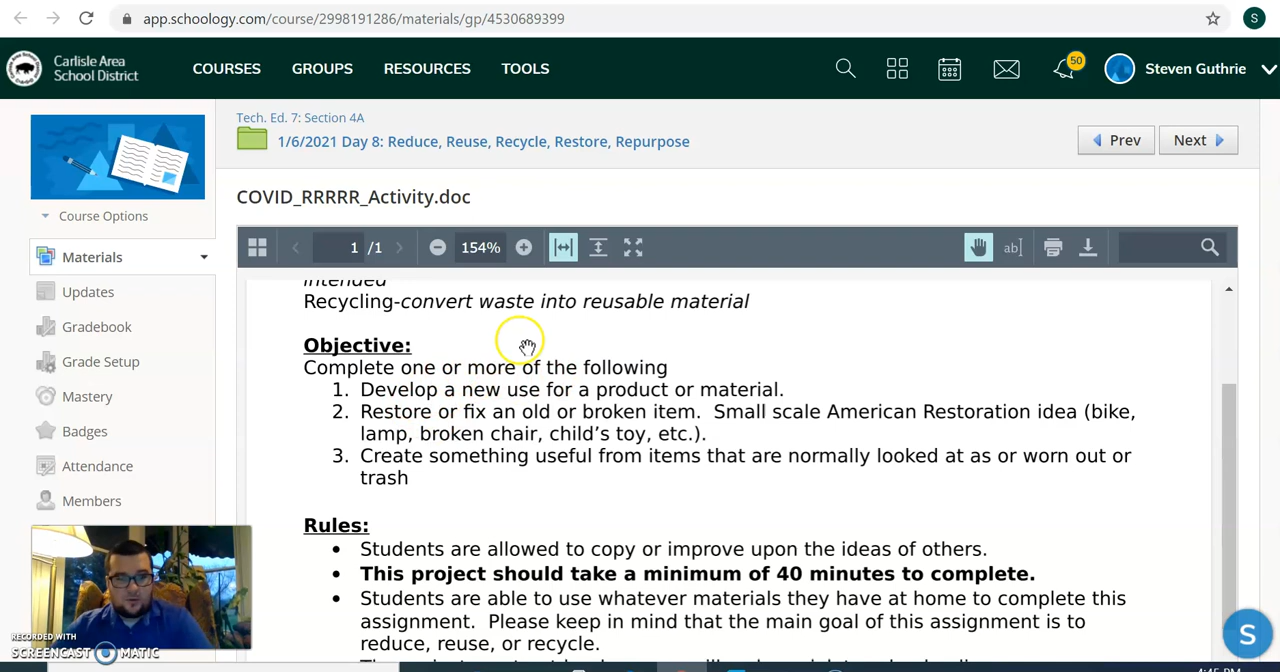 app.schoology.com/course/2998191286/materials/gp/4530689399
S
Carlisle Area
School District
COURSES
GROUPS
RESOURCES
TOOLS
50
Steven Guthrie
Tech. Ed. 7: Section 4A
1/6/2021 Day 8: Reduce, Reuse, Recycle, Restore, Repurpose
Prev
Next
Course Options
Materials
Updates
Gradebook
Grade Setup
Mastery
Badges
Attendance
Members
COVID_RRRRR_Activity.doc
1 /1
154%
ab
intended
Recycling-convert waste into reusable material
Objective:
Complete one or more of the following
1. Develop a new use for a product or material.
2. Restore or fix an old or broken item. Small scale American Restoration idea (bike,
lamp, broken chair, child's toy, etc.).
3. Create something useful from items that are normally looked at as or worn out or
trash
Rules:
• Students are allowed to copy or improve upon the ideas of others.
• This project should take a minimum of 40 minutes to complete.
• Students are able to use whatever materials they have at home to complete this
assignment. Please keep in mind that the main goal of this assignment is to
reduce, reuse, or recycle.
S
RECORDED WITH
SCREENCAST MATIC
4:45 PM